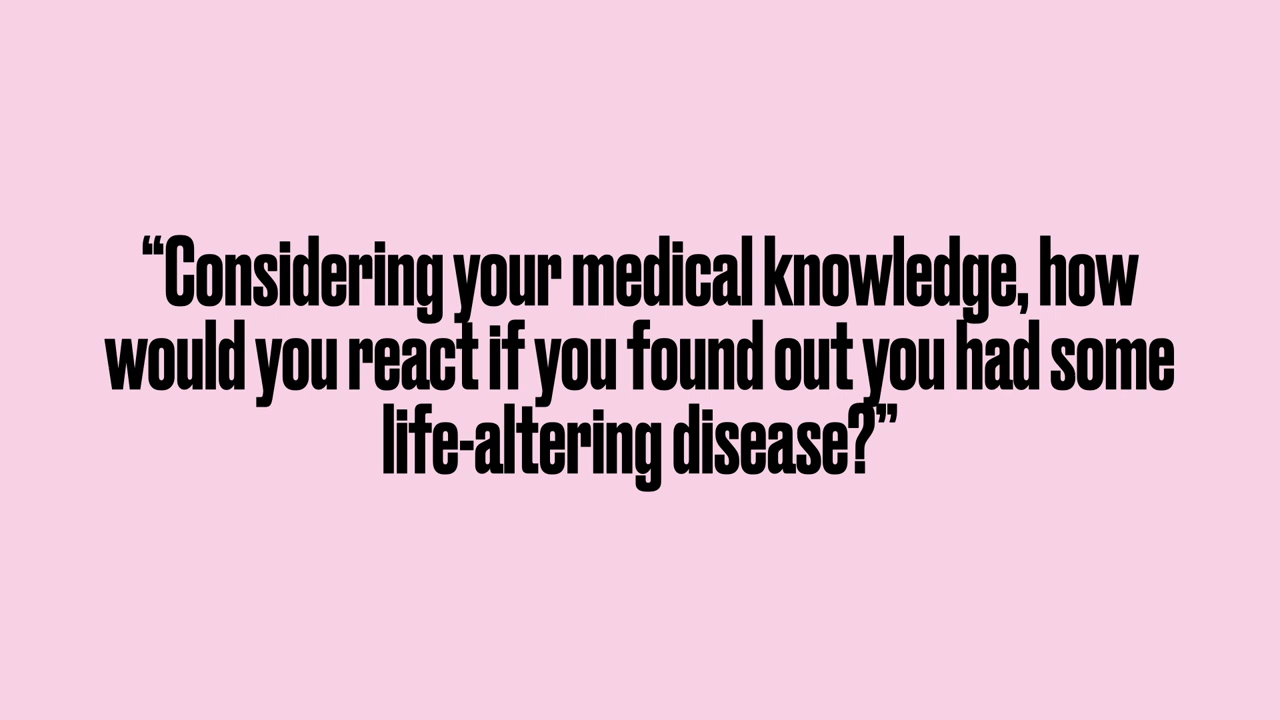 “Considering your medical knowledge, how
would you react if you found out you had some
life-altering disease?”